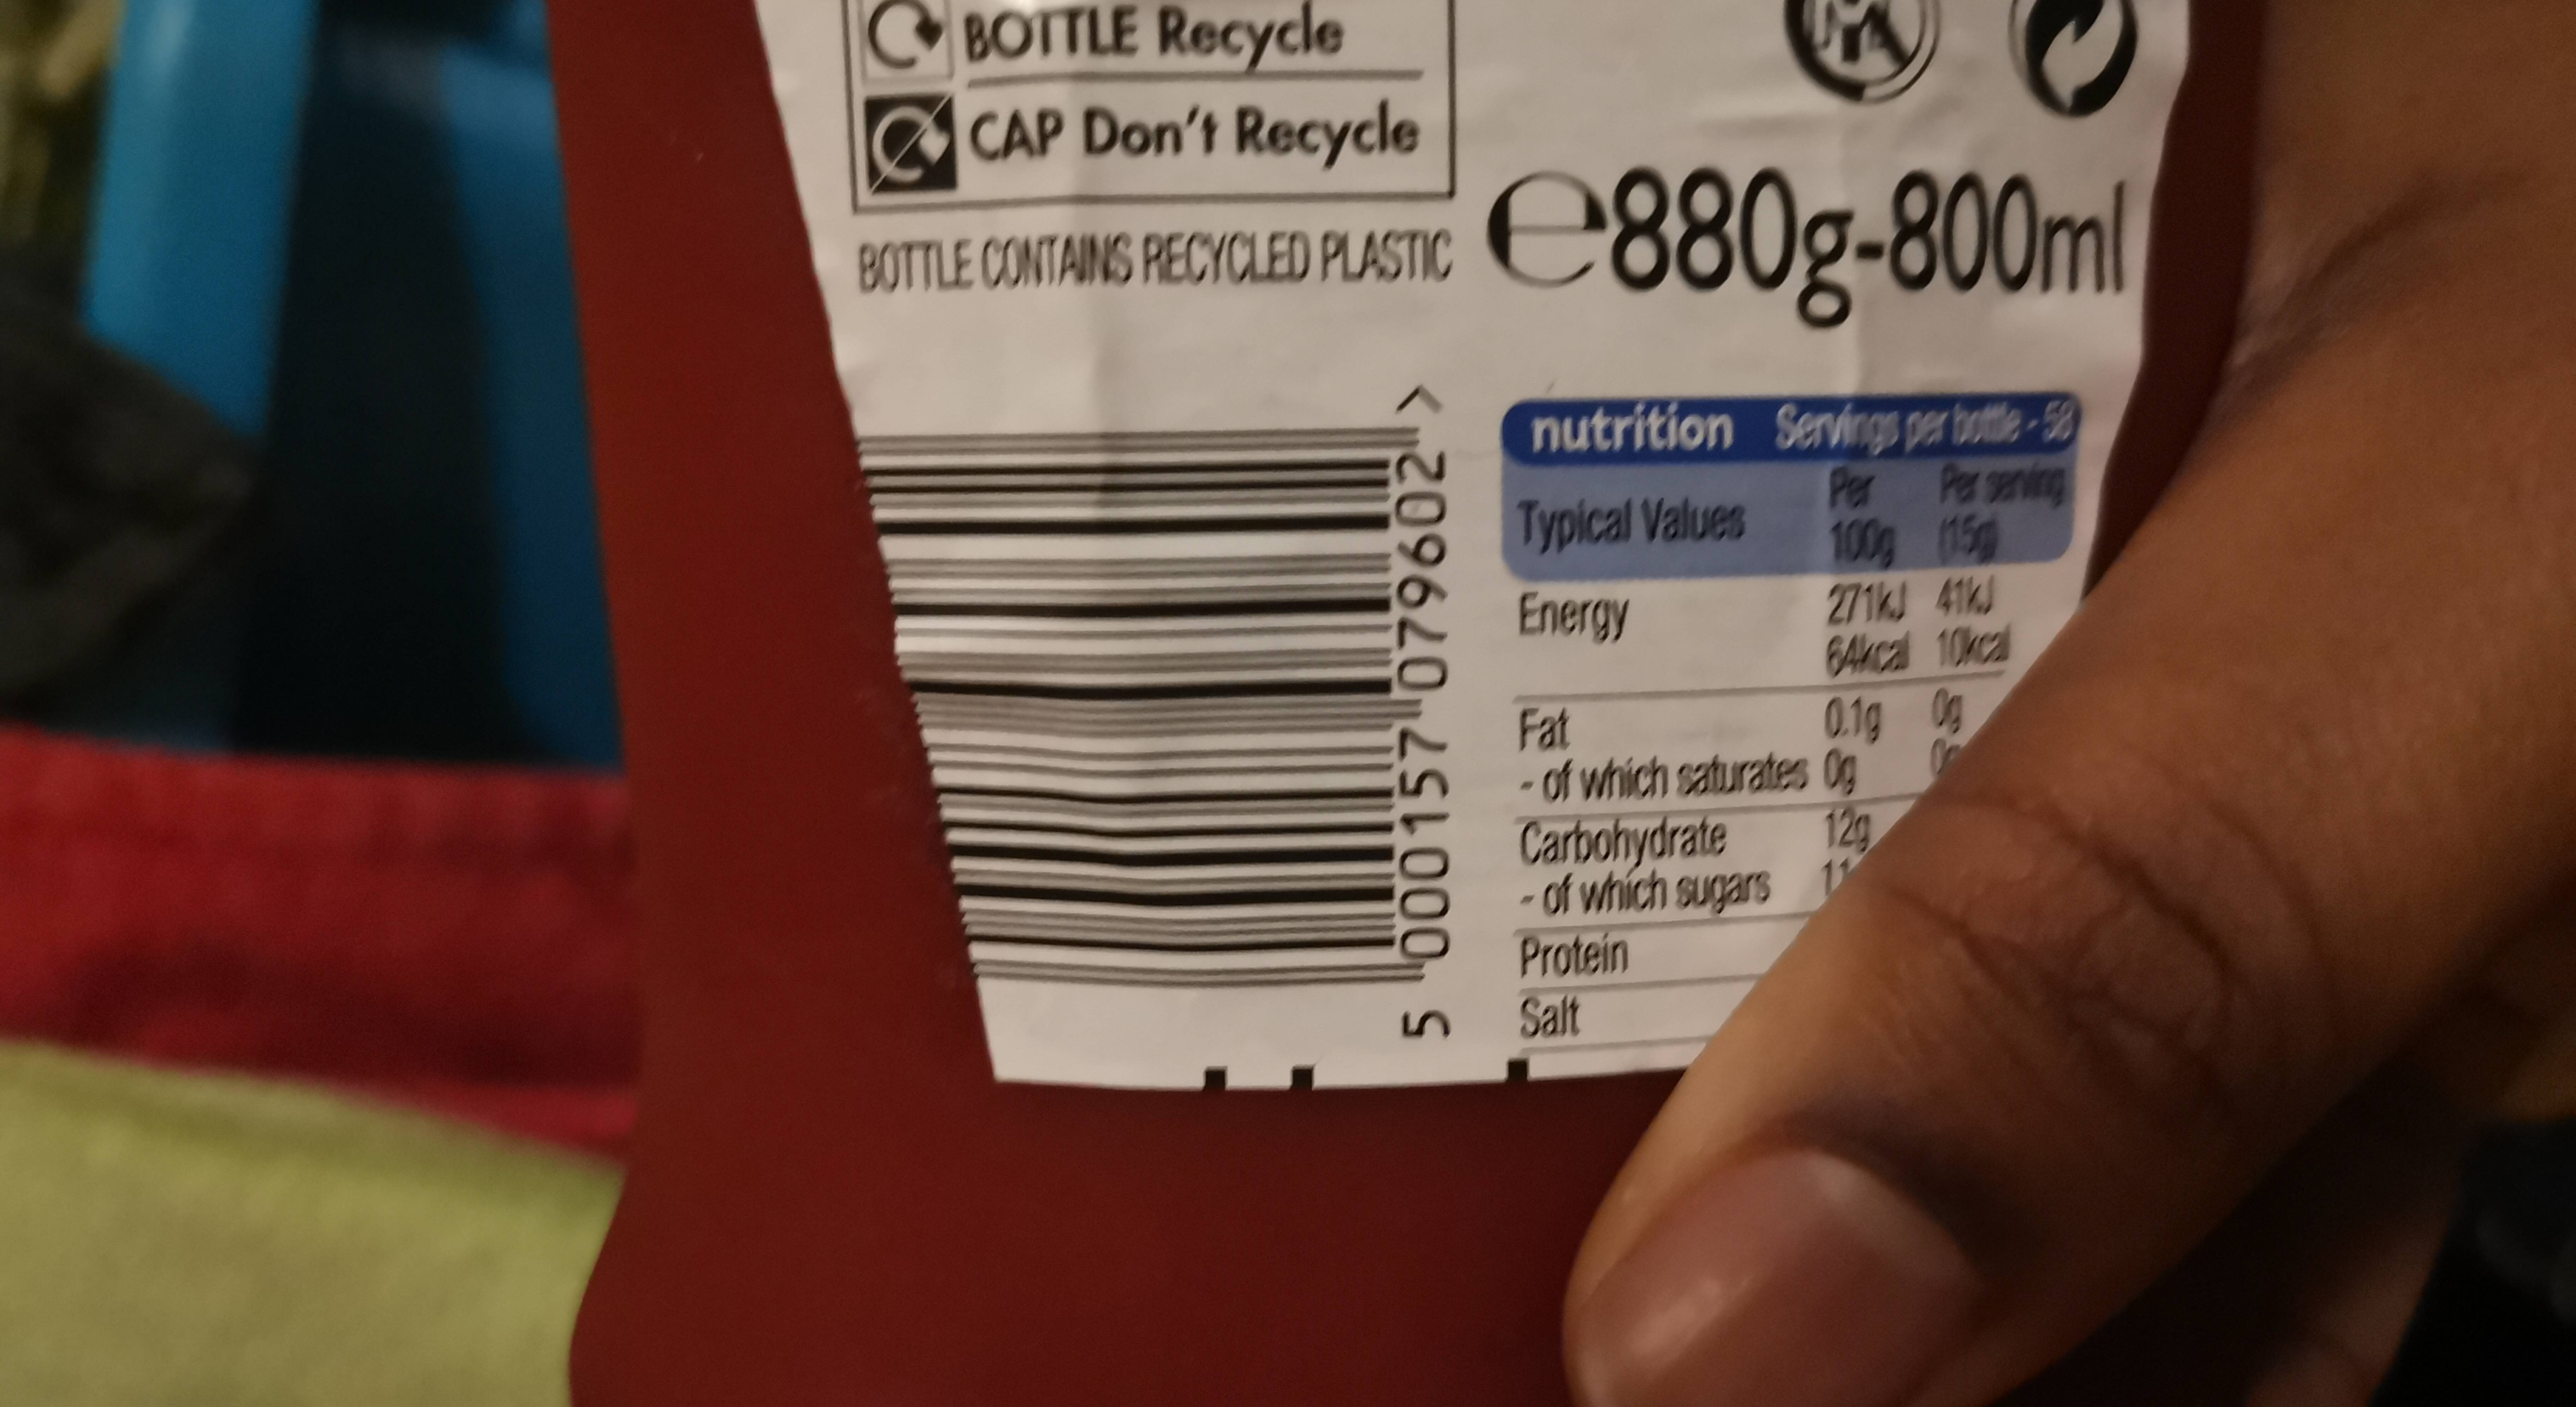 BOTTLE Recycle
CAP Don't Recycle
BOTTLE CONTAINS RECYCLED PLASTIC
℮880g-800ml
5 000157 079602 >
nutrition Servings per bottle - 58
Typical Values Per 100g Per serving (15g)
Energy 271kJ 41kJ
64kcal 10kcal
Fat 0.1g 0g
- of which saturates 0g
Carbohydrate 12g
- of which sugars
Protein
Salt